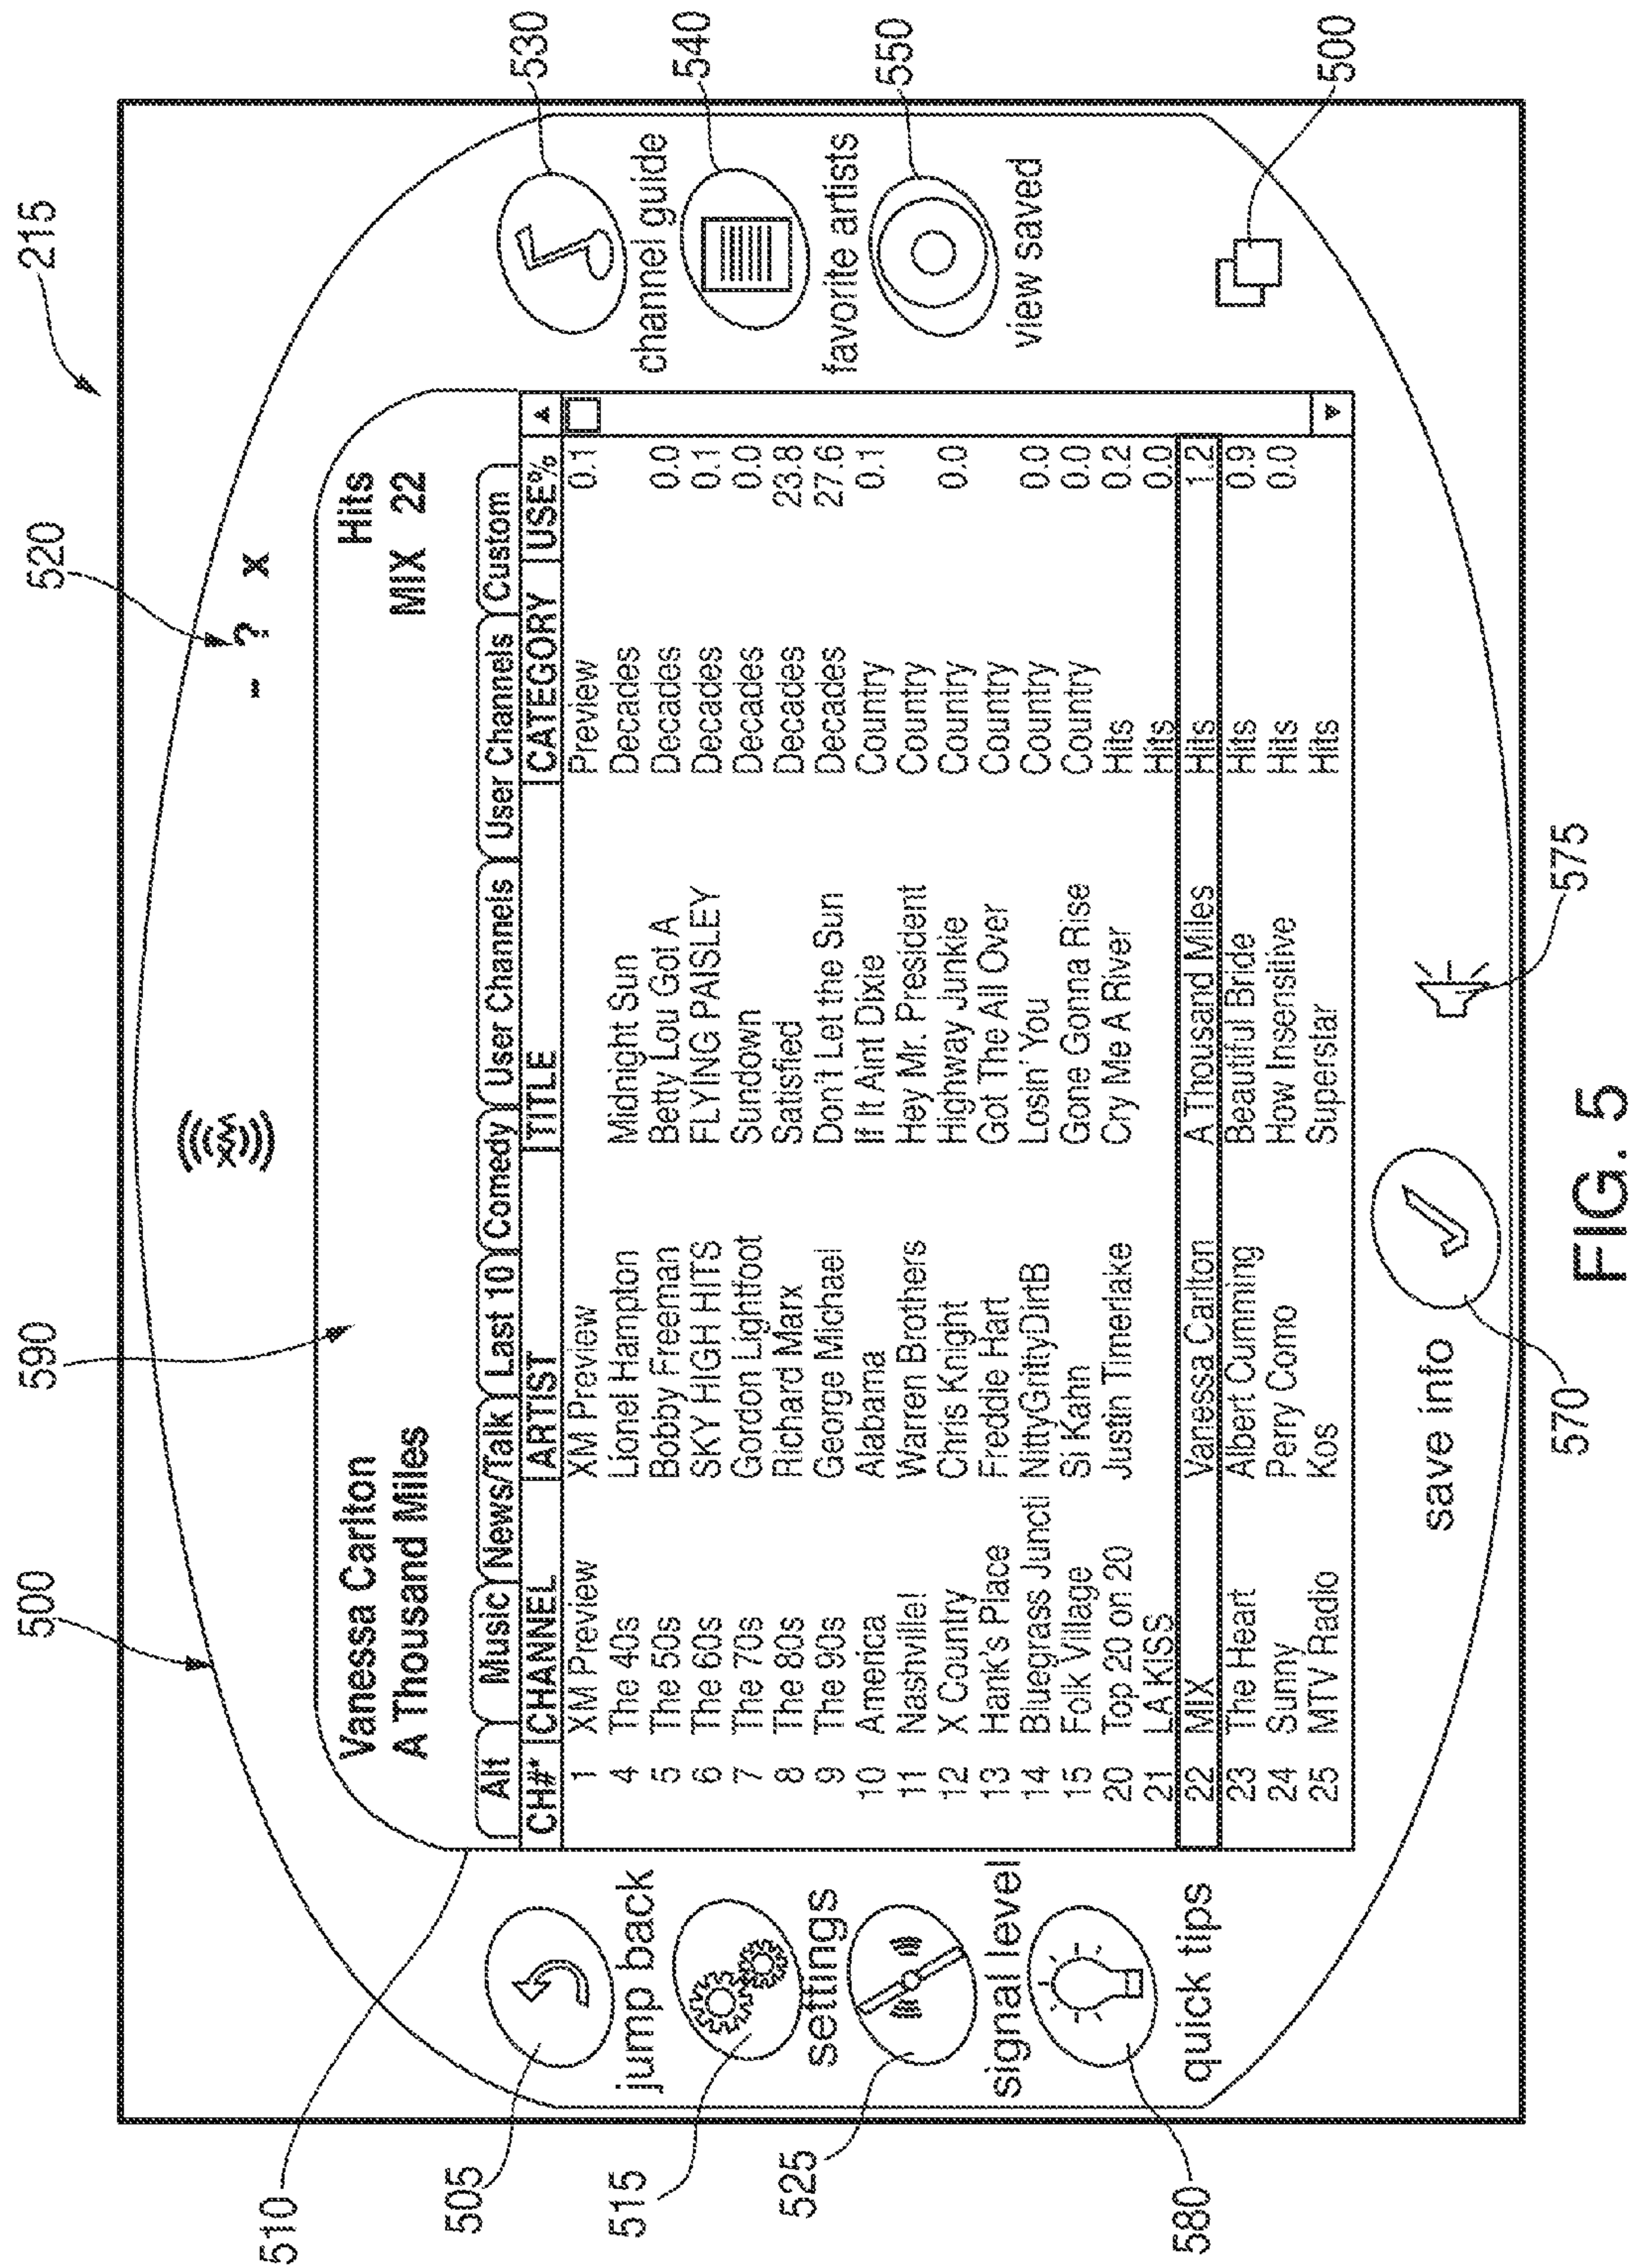 500
590
520
215
XM
- ? x
Vanessa Carlton Hits
A Thousand Miles MIX 22
Alt Music News/Talk Last 10 Comedy User Channels User Channels Custom
CH#* CHANNEL ARTIST TITLE CATEGORY USE%
1 XM Preview XM Preview Preview 0.1
4 The 40s Lionel Hampton Midnight Sun Decades
5 The 50s Bobby Freeman Betty Lou Got A Decades 0.0
6 The 60s SKY HIGH HITS FLYING PAISLEY Decades 0.1
7 The 70s Gordon Lightfoot Sundown Decades 0.0
8 The 80s Richard Marx Satisfied Decades 23.8
9 The 90s George Michael Don't Let the Sun Decades 27.6
10 America Alabama If It Aint Dixie Country 0.1
11 Nashville! Warren Brothers Hey Mr. President Country
12 X Country Chris Knight Highway Junkie Country 0.0
13 Hank's Place Freddie Hart Got The All Over Country
14 Bluegrass Juncti NittyGrittyDirtB Losin' You Country 0.0
15 Folk Village Si Kahn Gone Gonna Rise Country 0.0
20 Top 20 on 20 Justin Timerlake Cry Me A River Hits 0.2
21 LA KISS Hits 0.0
22 MIX Vanessa Carlton A Thousand Miles Hits 1.2
23 The Heart Albert Cumming Beautiful Bride Hits 0.9
24 Sunny Perry Como How Insensitive Hits 0.0
25 MTV Radio Kos Superstar Hits
510
505
jump back
515
settings
525
signal level
580
quick tips
530
channel guide
540
favorite artists
550
view saved
500
save info
570
575
FIG. 5